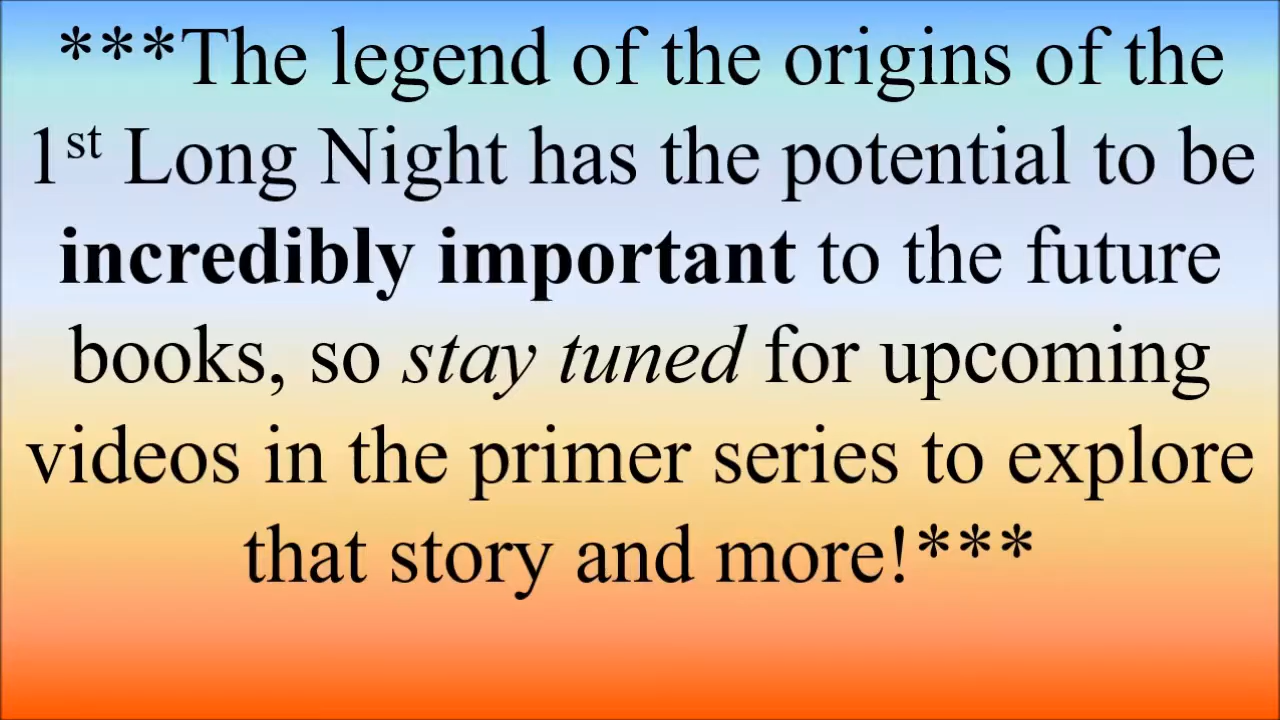 ***The legend of the origins of the
1st Long Night has the potential to be
incredibly important to the future
books, so stay tuned for upcoming
videos in the primer series to explore
that story and more!***